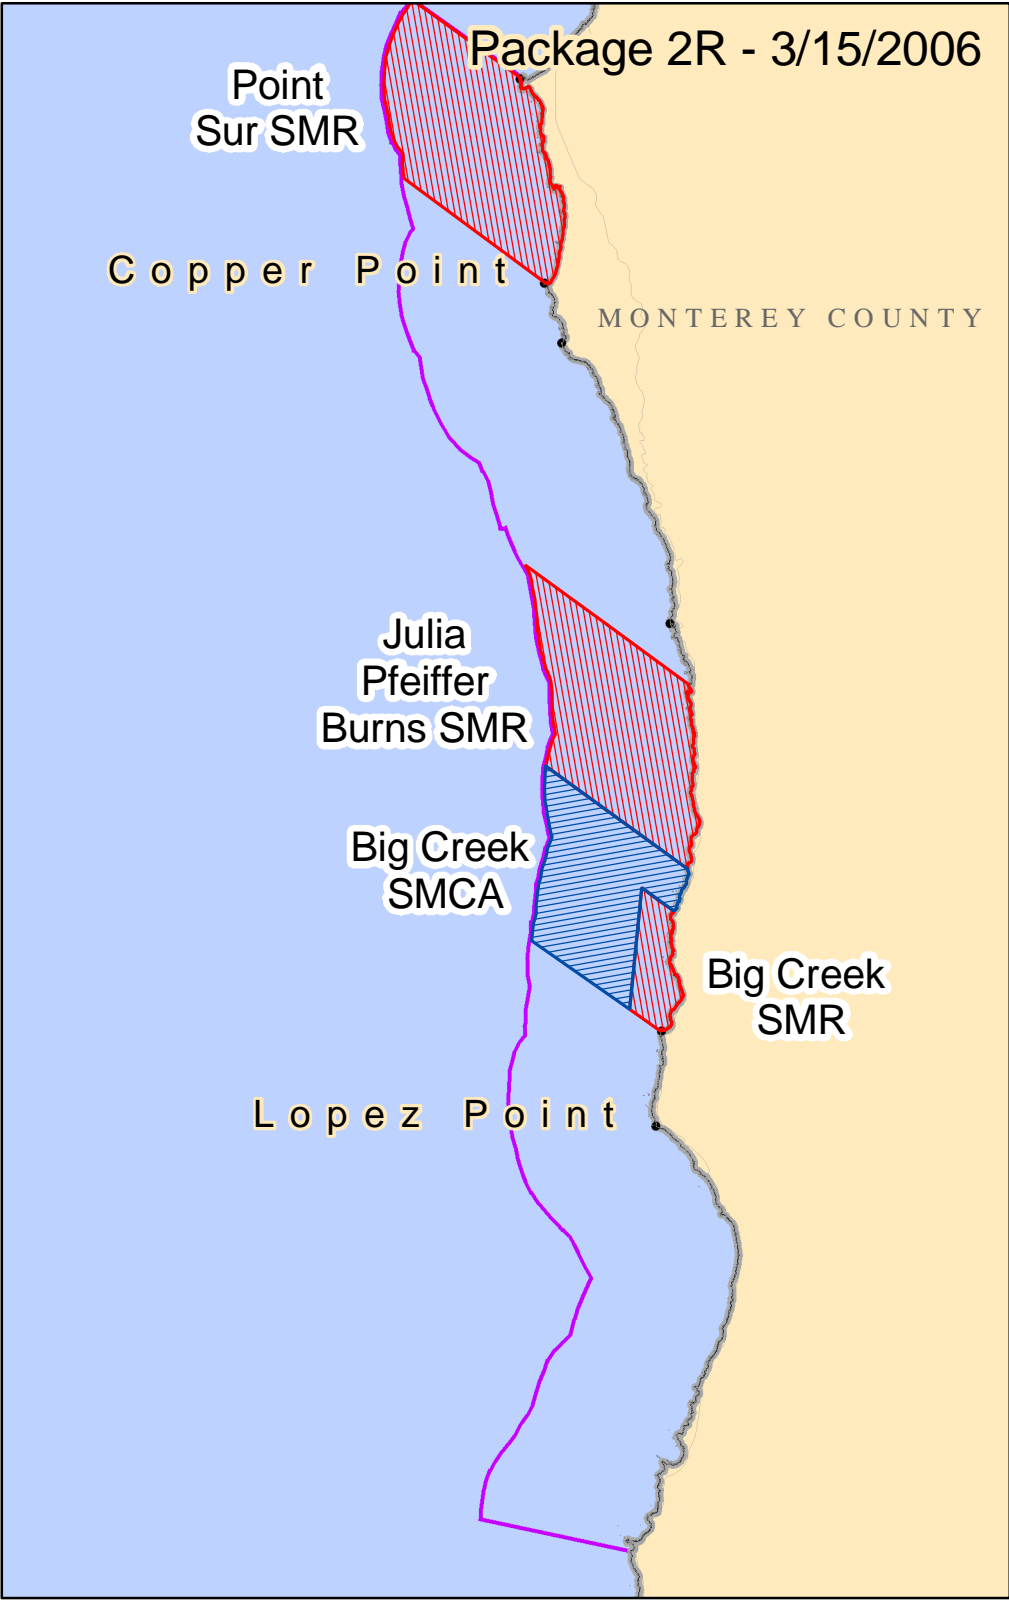 Package 2R - 3/15/2006
Point
Sur SMR
Copper Point
MONTEREY COUNTY
Julia
Pfeiffer
Burns SMR
Big Creek
SMCA
Big Creek
SMR
Lopez Point